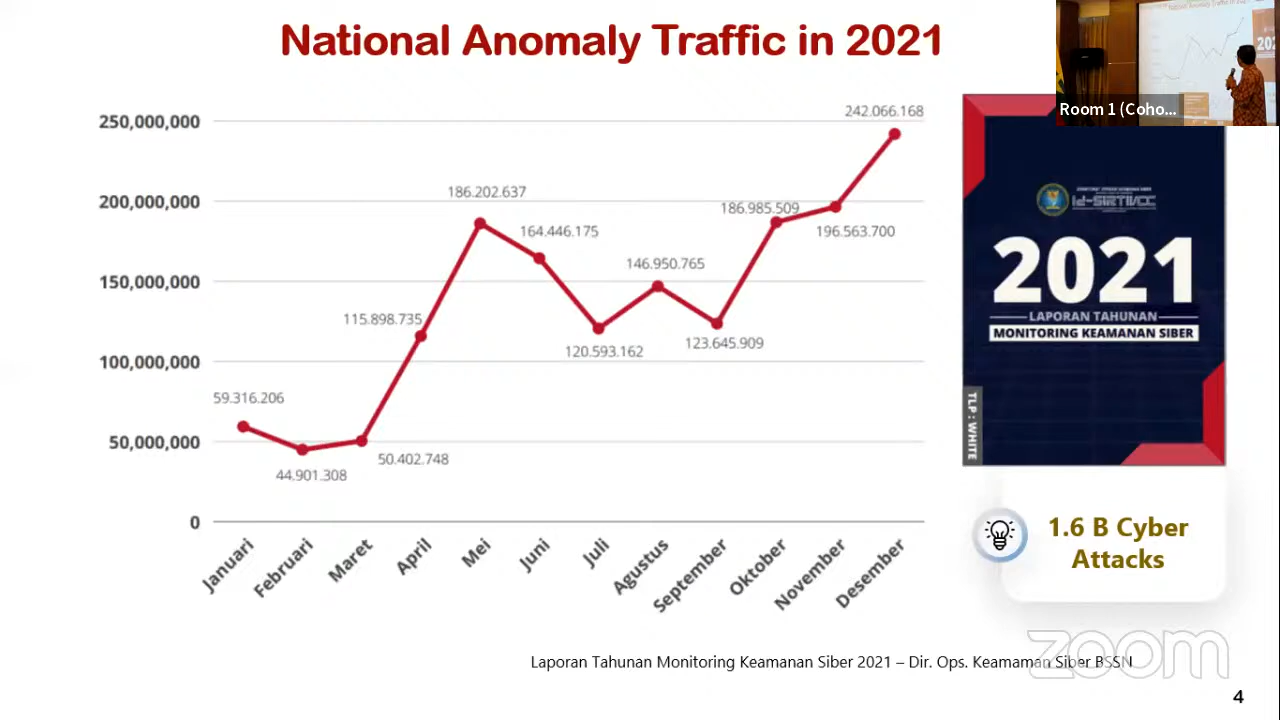 National Anomaly Traffic in 2021
Room 1 (Coho...
250,000,000
200,000,000
150,000,000
100,000,000
50,000,000
0
59.316.206
44.901.308
50.402.748
115.898.735
186.202.637
164.446.175
120.593.162
146.950.765
123.645.909
186.985.509
196.563.700
242.066.168
Januari
Februari
Maret
April
Mei
Juni
Juli
Agustus
September
Oktober
November
Desember
2021
LAPORAN TAHUNAN
MONITORING KEAMANAN SIBER
TLP : WHITE
1.6 B Cyber
Attacks
Laporan Tahunan Monitoring Keamanan Siber 2021 – Dir. Ops. Keamaman Siber BSSN
zoom
4